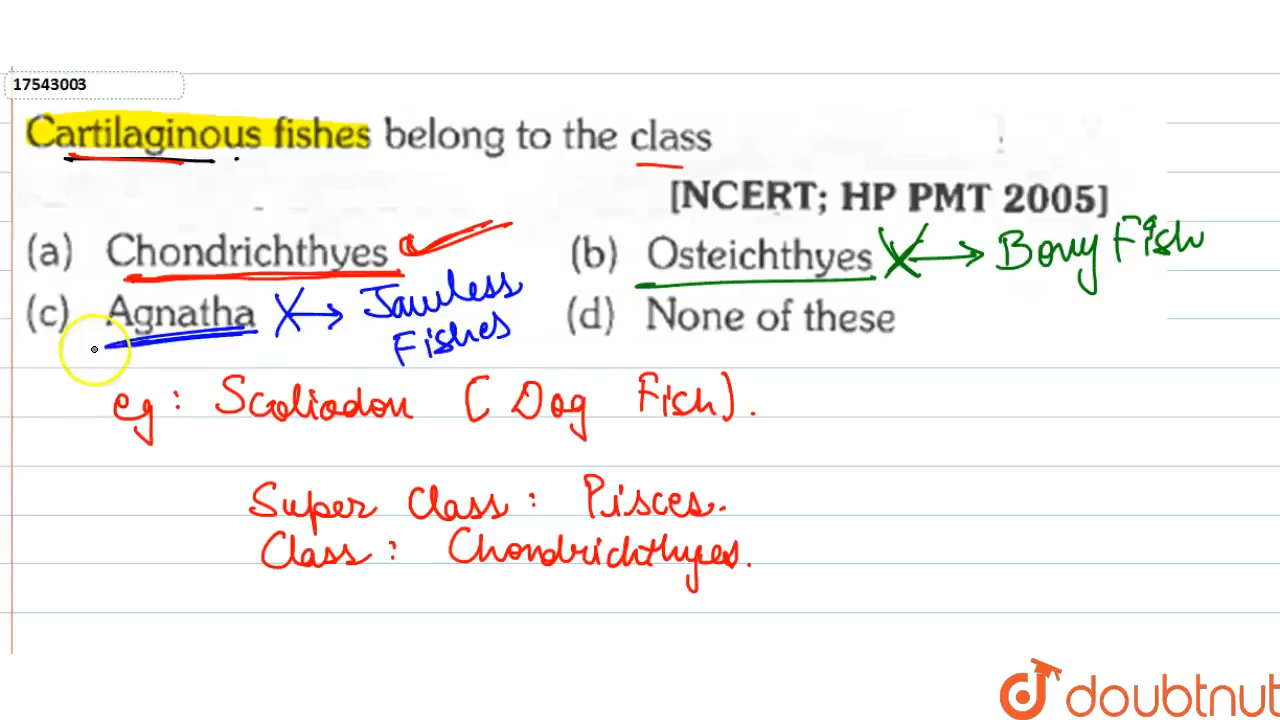 17543003
Cartilaginous fishes belong to the class
[NCERT; HP PMT 2005]
(a) Chondrichthyes (b) Osteichthyes X → Bony Fish
(c) Agnatha X → Jawless Fishes (d) None of these
eg: Scoliodon (Dog Fish).
Super Class: Pisces.
Class: Chondrichthyes.
doubtnut